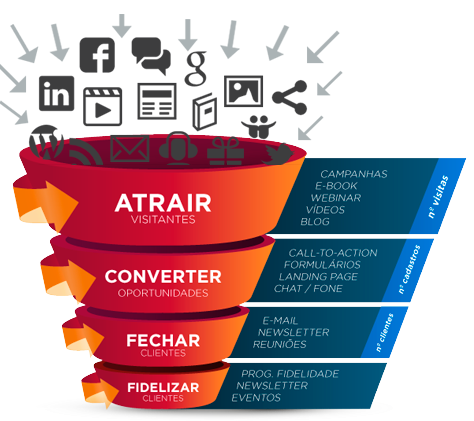 ATRAIR
VISITANTES
CAMPANHAS
E-BOOK
WEBINAR
VÍDEOS
BLOG
nº visitas
CONVERTER
OPORTUNIDADES
CALL-TO-ACTION
FORMULÁRIOS
LANDING PAGE
CHAT / FONE
nº cadastros
FECHAR
CLIENTES
E-MAIL
NEWSLETTER
REUNIÕES
nº clientes
FIDELIZAR
CLIENTES
PROG. FIDELIDADE
NEWSLETTER
EVENTOS